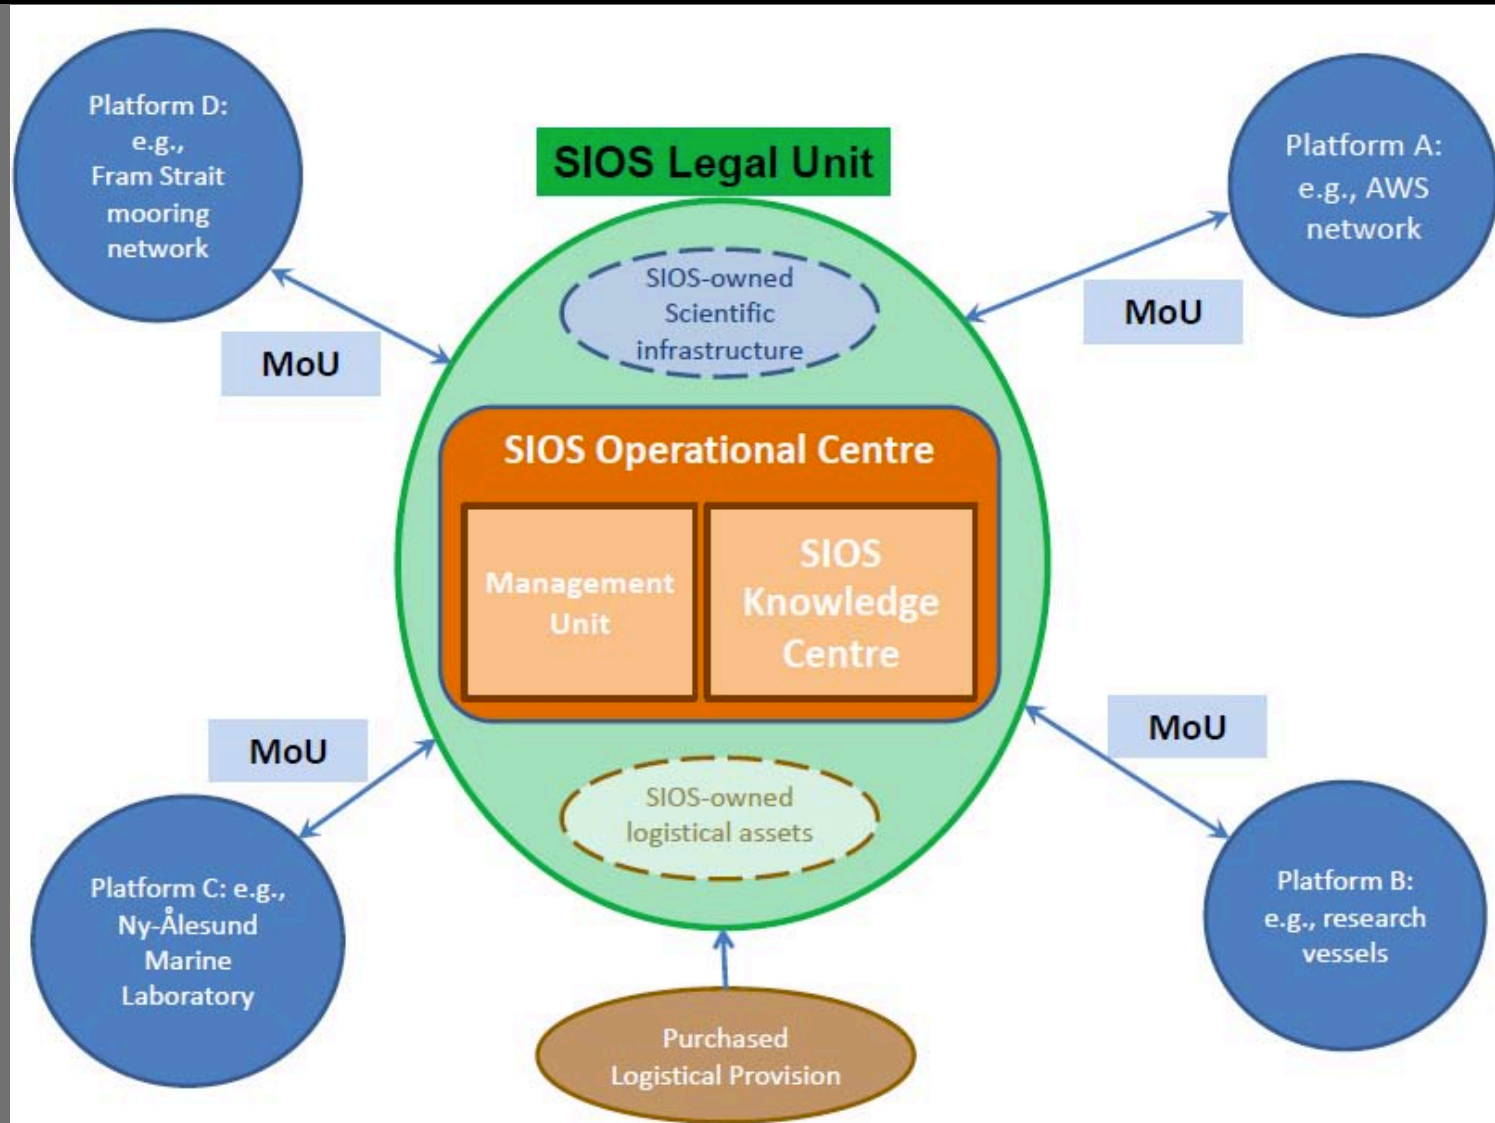 Platform D:
e.g.,
Fram Strait
mooring
network
SIOS Legal Unit
Platform A:
e.g., AWS
network
MoU
MoU
SIOS-owned
Scientific
infrastructure
SIOS Operational Centre
Management
Unit
SIOS
Knowledge
Centre
MoU
MoU
SIOS-owned
logistical assets
Platform C: e.g.,
Ny-Ålesund
Marine
Laboratory
Platform B:
e.g., research
vessels
Purchased
Logistical Provision